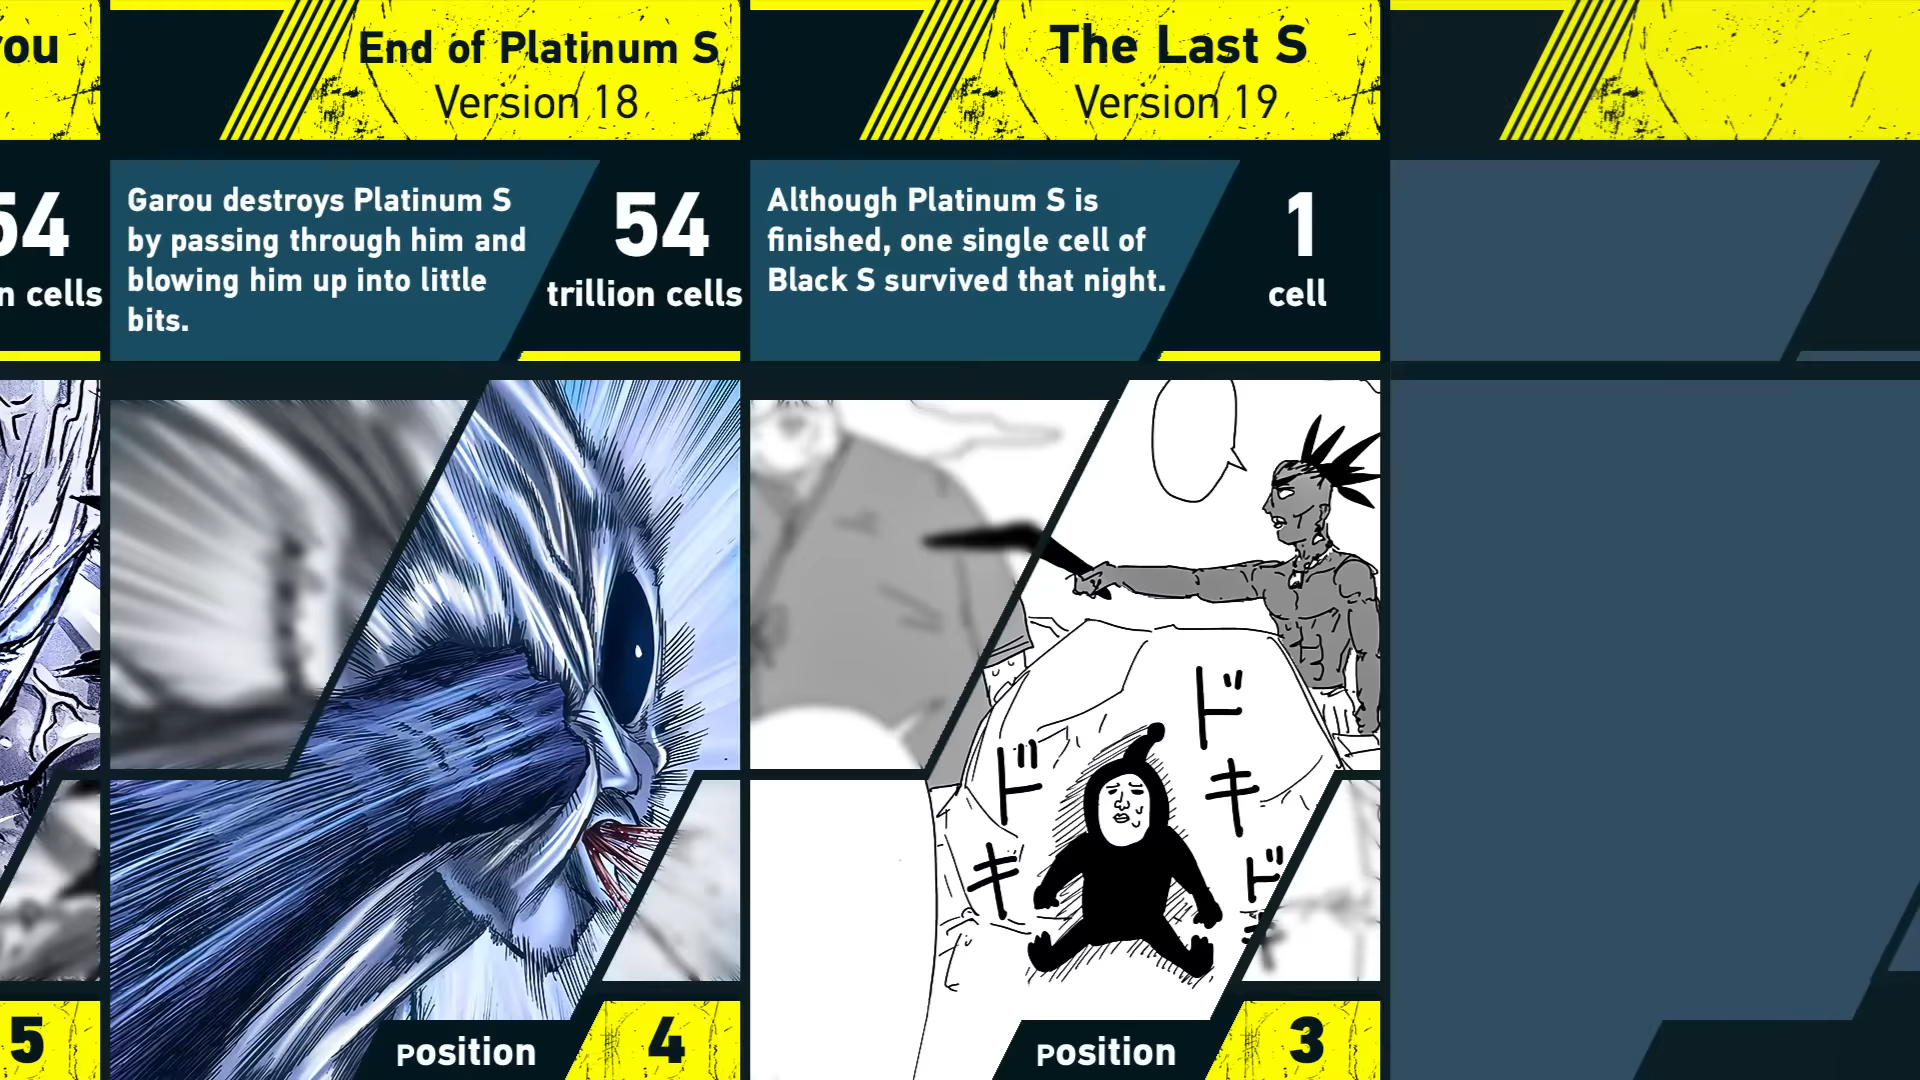 rou
54
n cells
5
End of Platinum S
Version 18
Garou destroys Platinum S
by passing through him and
blowing him up into little
bits.
54
trillion cells
position
4
The Last S
Version 19
Although Platinum S is
finished, one single cell of
Black S survived that night.
1
cell
ドキ
ドキ
ド
position
3